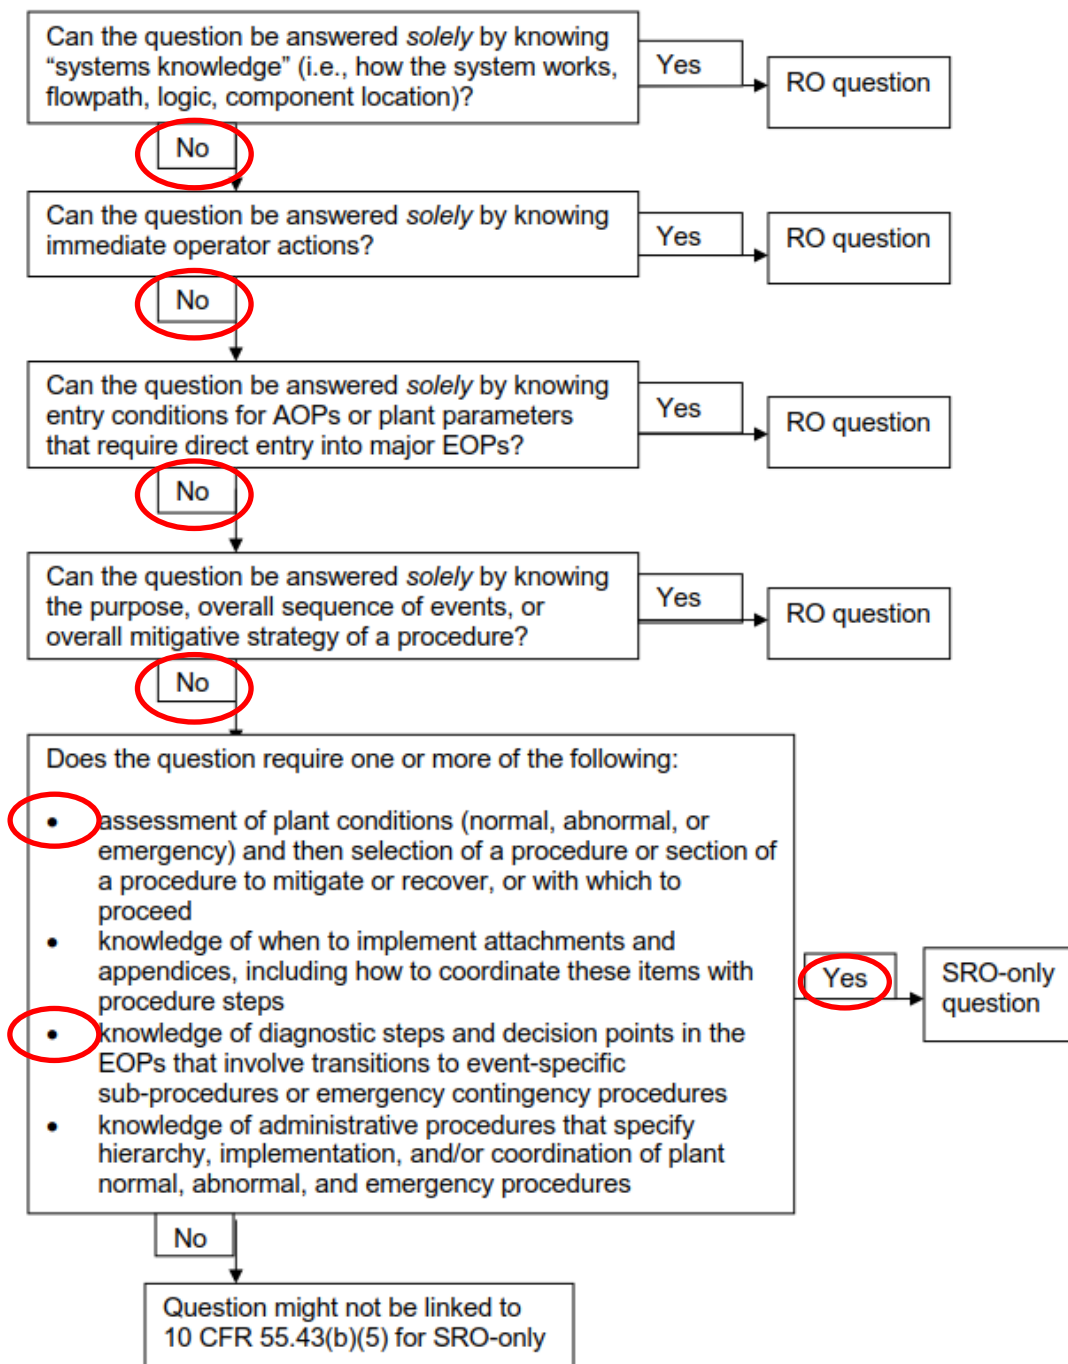 Can the question be answered solely by knowing
“systems knowledge” (i.e., how the system works,
flowpath, logic, component location)?
Yes
RO question
No
Can the question be answered solely by knowing
immediate operator actions?
Yes
RO question
No
Can the question be answered solely by knowing
entry conditions for AOPs or plant parameters
that require direct entry into major EOPs?
Yes
RO question
No
Can the question be answered solely by knowing
the purpose, overall sequence of events, or
overall mitigative strategy of a procedure?
Yes
RO question
No
Does the question require one or more of the following:
• assessment of plant conditions (normal, abnormal, or
emergency) and then selection of a procedure or section of
a procedure to mitigate or recover, or with which to
proceed
• knowledge of when to implement attachments and
appendices, including how to coordinate these items with
procedure steps
• knowledge of diagnostic steps and decision points in the
EOPs that involve transitions to event-specific
sub-procedures or emergency contingency procedures
• knowledge of administrative procedures that specify
hierarchy, implementation, and/or coordination of plant
normal, abnormal, and emergency procedures
Yes
SRO-only
question
No
Question might not be linked to
10 CFR 55.43(b)(5) for SRO-only